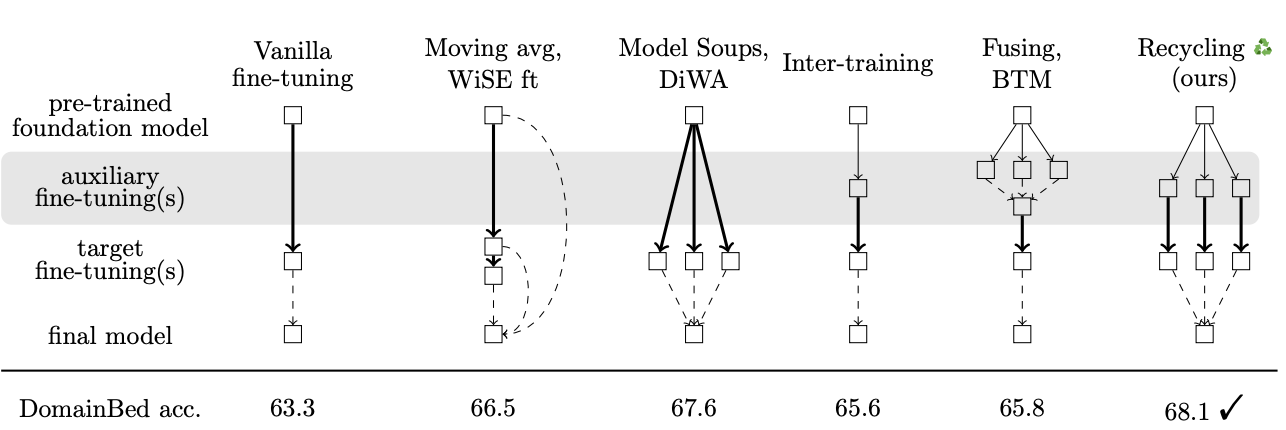 Vanilla
fine-tuning
Moving avg,
WiSE ft
Model Soups,
DiWA
Inter-training
Fusing,
BTM
Recycling
(ours)
pre-trained
foundation model
auxiliary
fine-tuning(s)
target
fine-tuning(s)
final model
DomainBed acc. 63.3 66.5 67.6 65.6 65.8 68.1 ✓